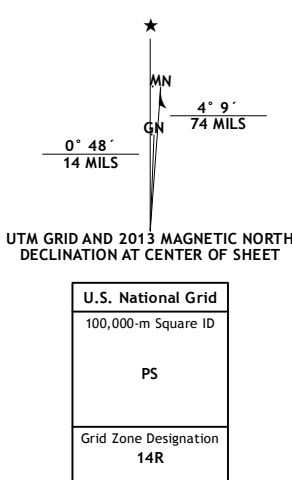 ★
MN
4° 9´
74 MILS
GN
0° 48´
14 MILS
UTM GRID AND 2013 MAGNETIC NORTH
DECLINATION AT CENTER OF SHEET
U.S. National Grid
100,000-m Square ID
PS
Grid Zone Designation
14R